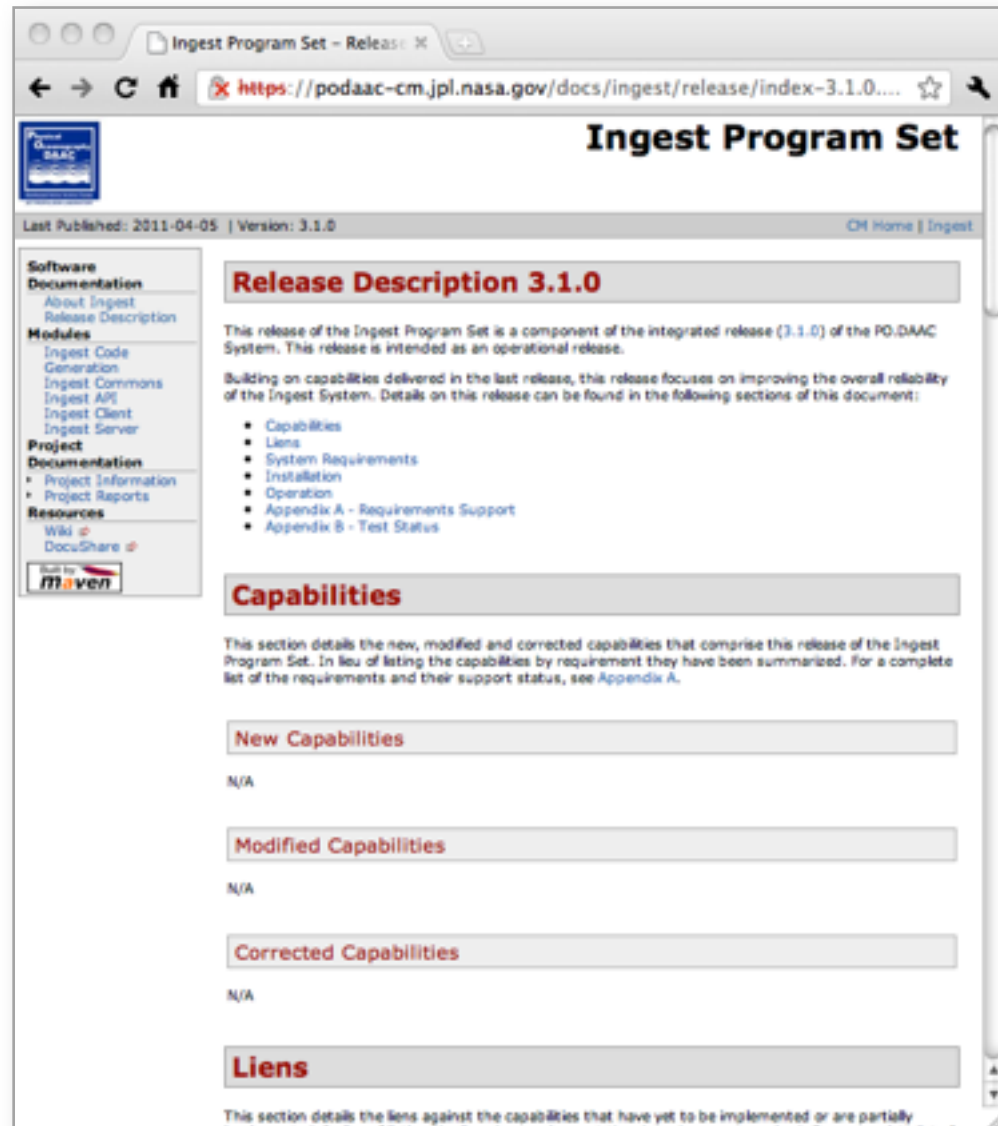 Ingest Program Set – Release
https://podaac-cm.jpl.nasa.gov/docs/ingest/release/index-3.1.0....
Physical
Oceanography
DAAC
Ingest Program Set
Last Published: 2011-04-05 | Version: 3.1.0
CM Home | Ingest
Software
Documentation
About Ingest
Release Description
Modules
Ingest Code
Generation
Ingest Commons
Ingest API
Ingest Client
Ingest Server
Project
Documentation
Project Information
Project Reports
Resources
Wiki
DocuShare
Built by
maven
Release Description 3.1.0
This release of the Ingest Program Set is a component of the integrated release (3.1.0) of the PO.DAAC
System. This release is intended as an operational release.
Building on capabilities delivered in the last release, this release focuses on improving the overall reliability
of the Ingest System. Details on this release can be found in the following sections of this document:
Capabilities
Liens
System Requirements
Installation
Operation
Appendix A - Requirements Support
Appendix B - Test Status
Capabilities
This section details the new, modified and corrected capabilities that comprise this release of the Ingest
Program Set. In lieu of listing the capabilities by requirement they have been summarized. For a complete
list of the requirements and their support status, see Appendix A.
New Capabilities
N/A
Modified Capabilities
N/A
Corrected Capabilities
N/A
Liens
This section details the liens against the capabilities that have yet to be implemented or are partially